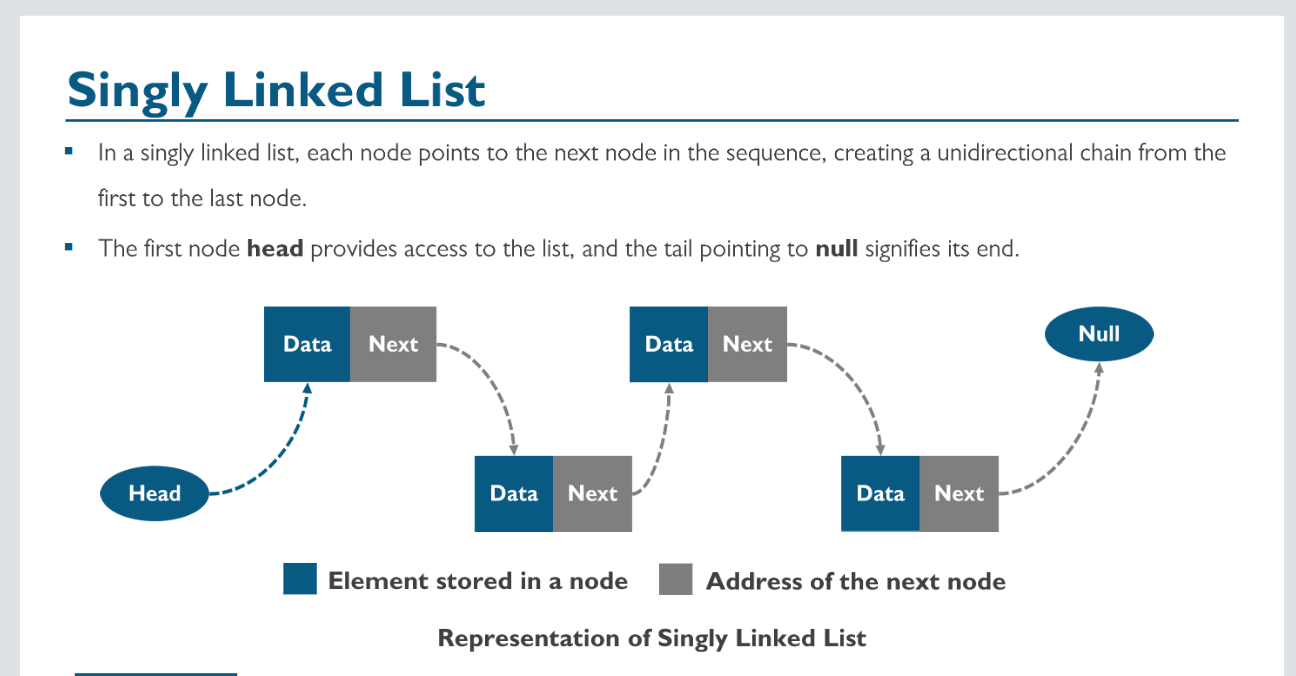 Singly Linked List
▪ In a singly linked list, each node points to the next node in the sequence, creating a unidirectional chain from the
first to the last node.
▪ The first node head provides access to the list, and the tail pointing to null signifies its end.
Data Next
Data Next
Null
Head
Data Next
Data Next
Element stored in a node
Address of the next node
Representation of Singly Linked List